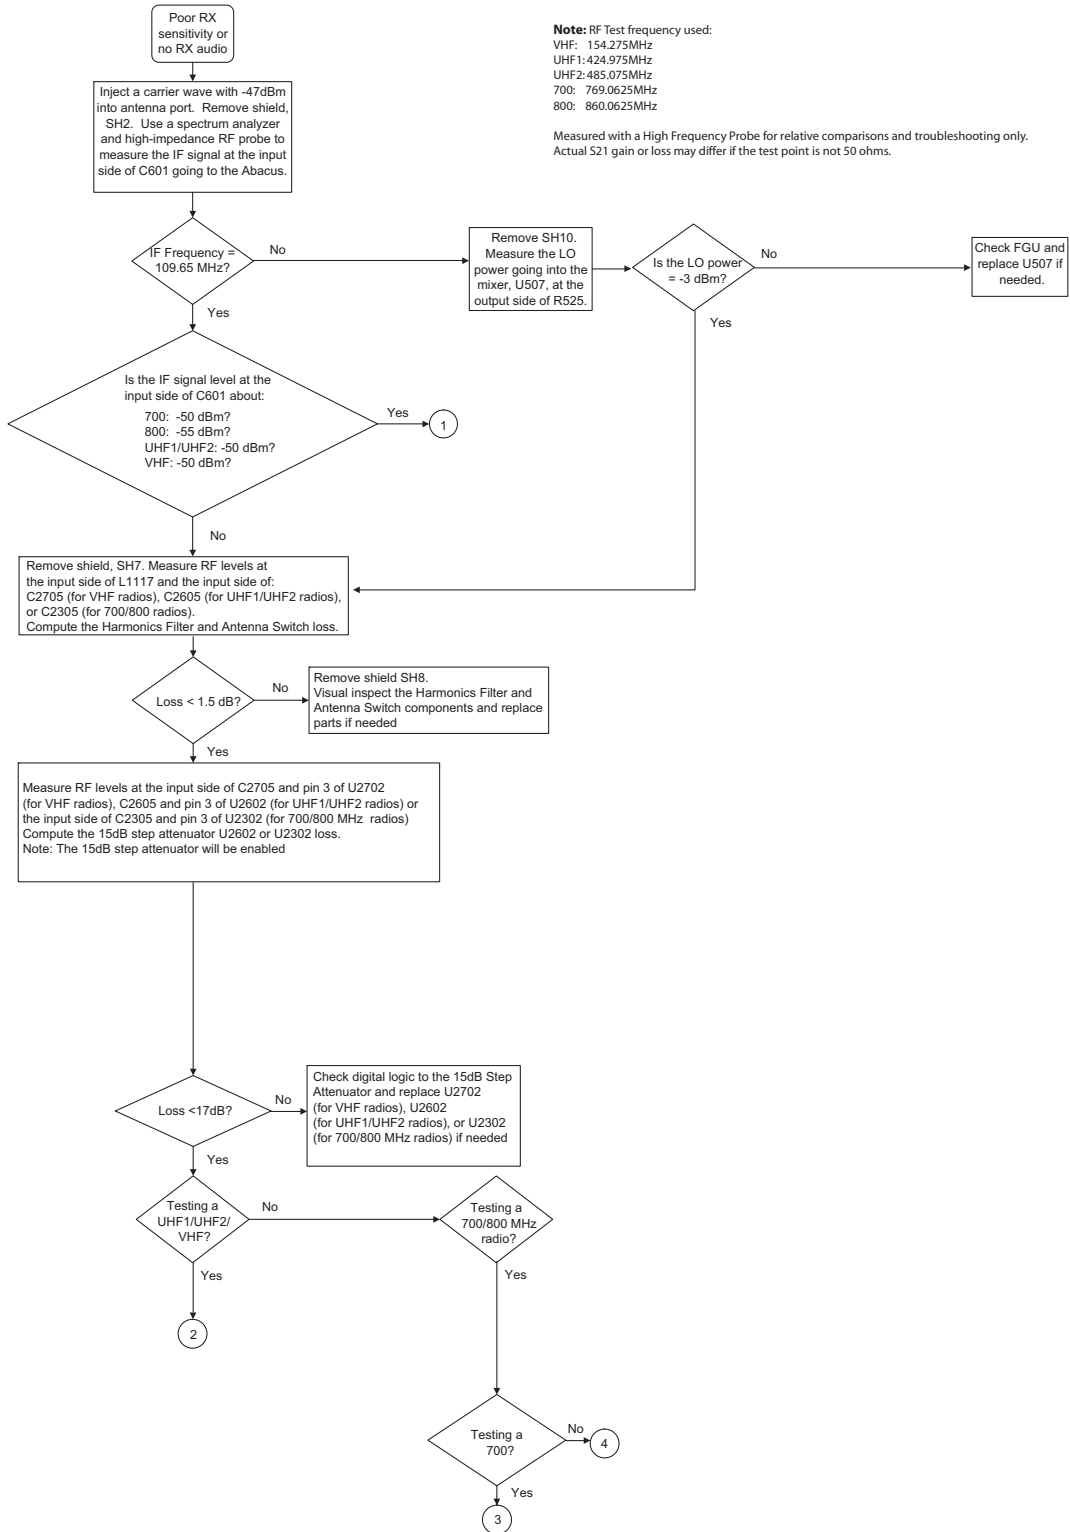 Poor RX
sensitivity or
no RX audio
Note: RF Test frequency used:
VHF: 154.275MHz
UHF1: 424.975MHz
UHF2: 485.075MHz
700: 769.0625MHz
800: 860.0625MHz
Measured with a High Frequency Probe for relative comparisons and troubleshooting only.
Actual S21 gain or loss may differ if the test point is not 50 ohms.
Inject a carrier wave with -47dBm
into antenna port. Remove shield,
SH2. Use a spectrum analyzer
and high-impedance RF probe to
measure the IF signal at the input
side of C601 going to the Abacus.
IF Frequency =
109.65 MHz?
No
Remove SH10.
Measure the LO
power going into the
mixer, U507, at the
output side of R525.
Is the LO power
= -3 dBm?
No
Check FGU and
replace U507 if
needed.
Yes
Yes
Is the IF signal level at the
input side of C601 about:
700: -50 dBm?
800: -55 dBm?
UHF1/UHF2: -50 dBm?
VHF: -50 dBm?
Yes
1
No
Remove shield, SH7. Measure RF levels at
the input side of L1117 and the input side of:
C2705 (for VHF radios), C2605 (for UHF1/UHF2 radios),
or C2305 (for 700/800 radios).
Compute the Harmonics Filter and Antenna Switch loss.
Loss < 1.5 dB?
No
Remove shield SH8.
Visual inspect the Harmonics Filter and
Antenna Switch components and replace
parts if needed
Yes
Measure RF levels at the input side of C2705 and pin 3 of U2702
(for VHF radios), C2605 and pin 3 of U2602 (for UHF1/UHF2 radios) or
the input side of C2305 and pin 3 of U2302 (for 700/800 MHz radios)
Compute the 15dB step attenuator U2602 or U2302 loss.
Note: The 15dB step attenuator will be enabled
Loss <17dB?
No
Check digital logic to the 15dB Step
Attenuator and replace U2702
(for VHF radios), U2602
(for UHF1/UHF2 radios), or U2302
(for 700/800 MHz radios) if needed
Yes
Testing a
UHF1/UHF2/
VHF?
No
Testing a
700/800 MHz
radio?
Yes
Yes
2
Testing a
700?
No
4
Yes
3